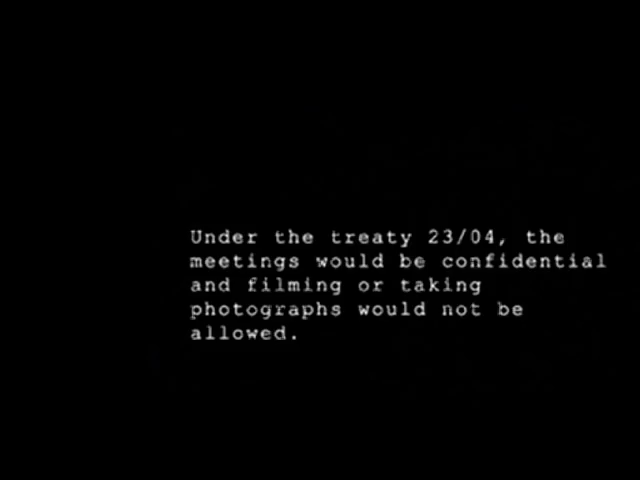 Under the treaty 23/04, the
meetings would be confidential
and filming or taking
photographs would not be
allowed.